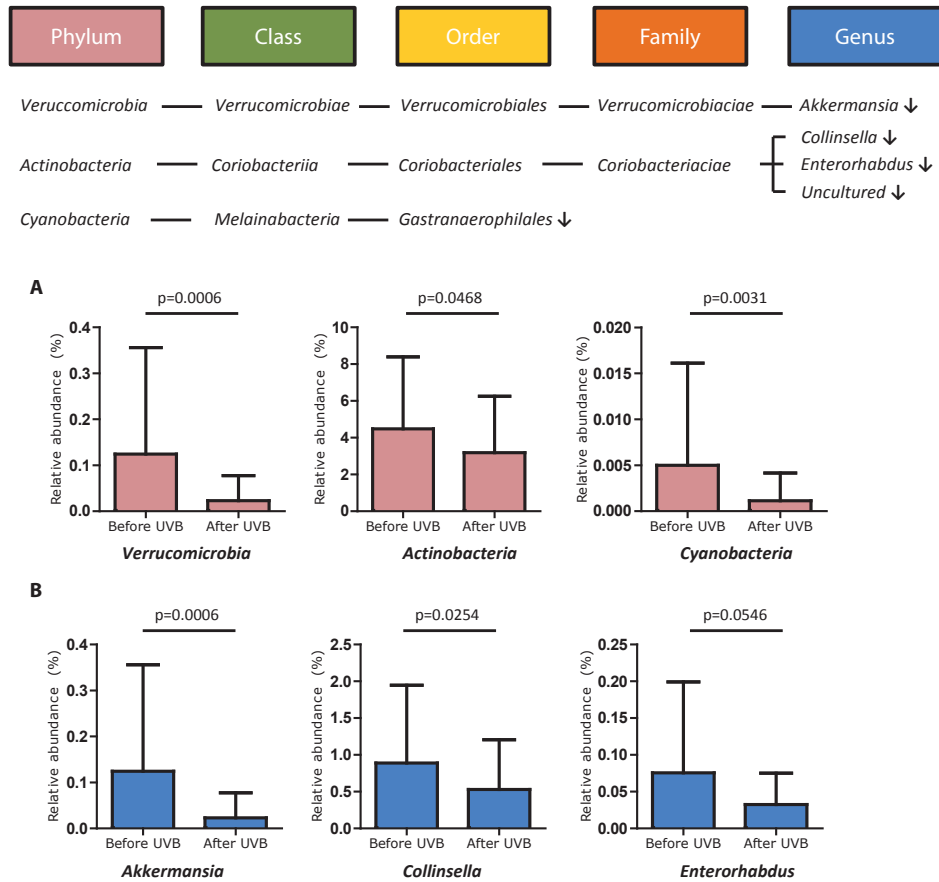 Phylum Class Order Family Genus
Veruccomicrobia Verrucomicrobiae Verrucomicrobiales Verrucomicrobiaciae Akkermansia ↓
Collinsella ↓
Actinobacteria Coriobacteriia Coriobacteriales Coriobacteriaciae Enterorhabdus ↓
Uncultured ↓
Cyanobacteria Melainabacteria Gastranaerophilales ↓
A
p=0.0006 p=0.0468 p=0.0031
Relative abundance (%)
0.4
0.3
0.2
0.1
0.0
Before UVB After UVB
Verrucomicrobia
Relative abundance (%)
10
8
6
4
2
0
Before UVB After UVB
Actinobacteria
Relative abundance (%)
0.020
0.015
0.010
0.005
0.000
Before UVB After UVB
Cyanobacteria
B
p=0.0006 p=0.0254 p=0.0546
Relative abundance (%)
0.4
0.3
0.2
0.1
0.0
Before UVB After UVB
Akkermansia
Relative abundance (%)
2.5
2.0
1.5
1.0
0.5
0.0
Before UVB After UVB
Collinsella
Relative abundance (%)
0.25
0.20
0.15
0.10
0.05
0.00
Before UVB After UVB
Enterorhabdus